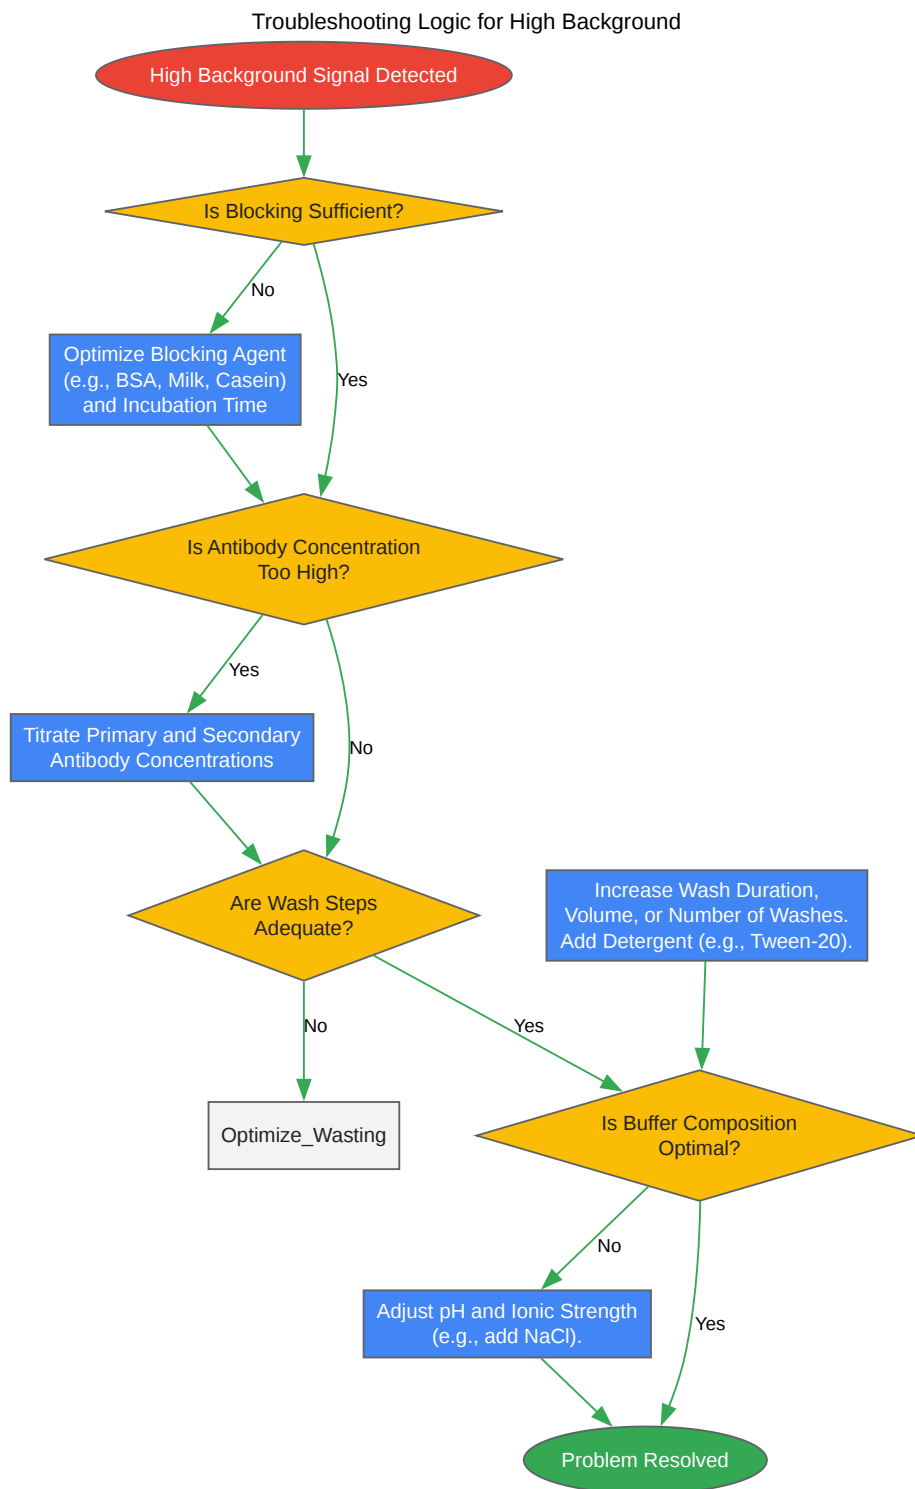 Troubleshooting Logic for High Background
High Background Signal Detected
Is Blocking Sufficient?
No
Yes
Optimize Blocking Agent
(e.g., BSA, Milk, Casein)
and Incubation Time
Is Antibody Concentration
Too High?
Yes
No
Titrate Primary and Secondary
Antibody Concentrations
Are Wash Steps
Adequate?
Increase Wash Duration,
Volume, or Number of Washes.
Add Detergent (e.g., Tween-20).
No
Yes
Optimize_Wasting
Is Buffer Composition
Optimal?
No
Yes
Adjust pH and Ionic Strength
(e.g., add NaCl).
Problem Resolved